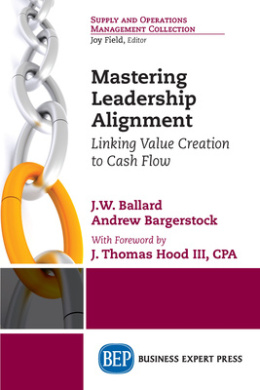 SUPPLY AND OPERATIONS
MANAGEMENT COLLECTION
Joy Field, Editor
Mastering
Leadership
Alignment
Linking Value Creation
to Cash Flow
J.W. Ballard
Andrew Bargerstock
With Foreword by
J. Thomas Hood III, CPA
BEP BUSINESS EXPERT PRESS